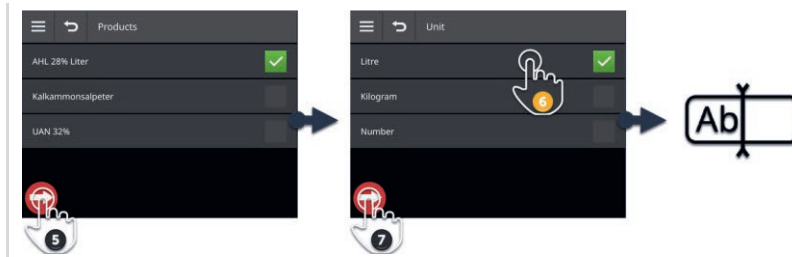 Products
AHL 28% Liter
Kalkammonsalpeter
UAN 32%
5
Unit
Litre
6
Kilogram
Number
7
Ab